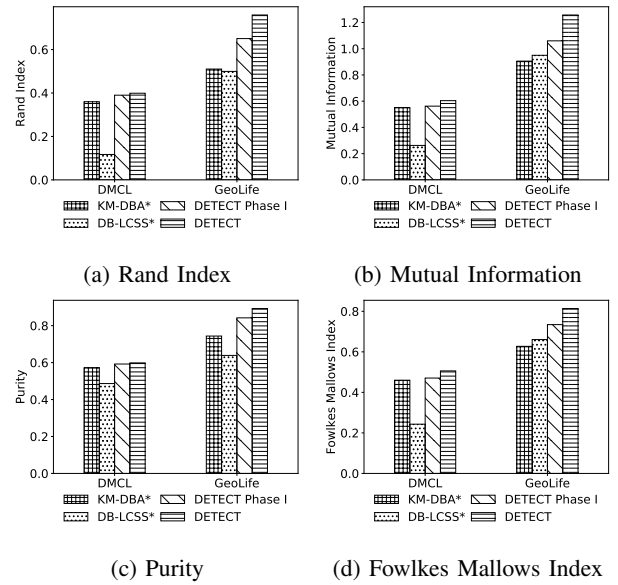 0.6
0.4
0.2
0.0
Rand Index
DMCL GeoLife
KM-DBA* DETECT Phase I
DB-LCSS* DETECT
(a) Rand Index
1.2
1.0
0.8
0.6
0.4
0.2
0.0
Mutual Information
DMCL GeoLife
KM-DBA* DETECT Phase I
DB-LCSS* DETECT
(b) Mutual Information
0.8
0.6
0.4
0.2
0.0
Purity
DMCL GeoLife
KM-DBA* DETECT Phase I
DB-LCSS* DETECT
(c) Purity
0.8
0.6
0.4
0.2
0.0
Fowlkes Mallows Index
DMCL GeoLife
KM-DBA* DETECT Phase I
DB-LCSS* DETECT
(d) Fowlkes Mallows Index